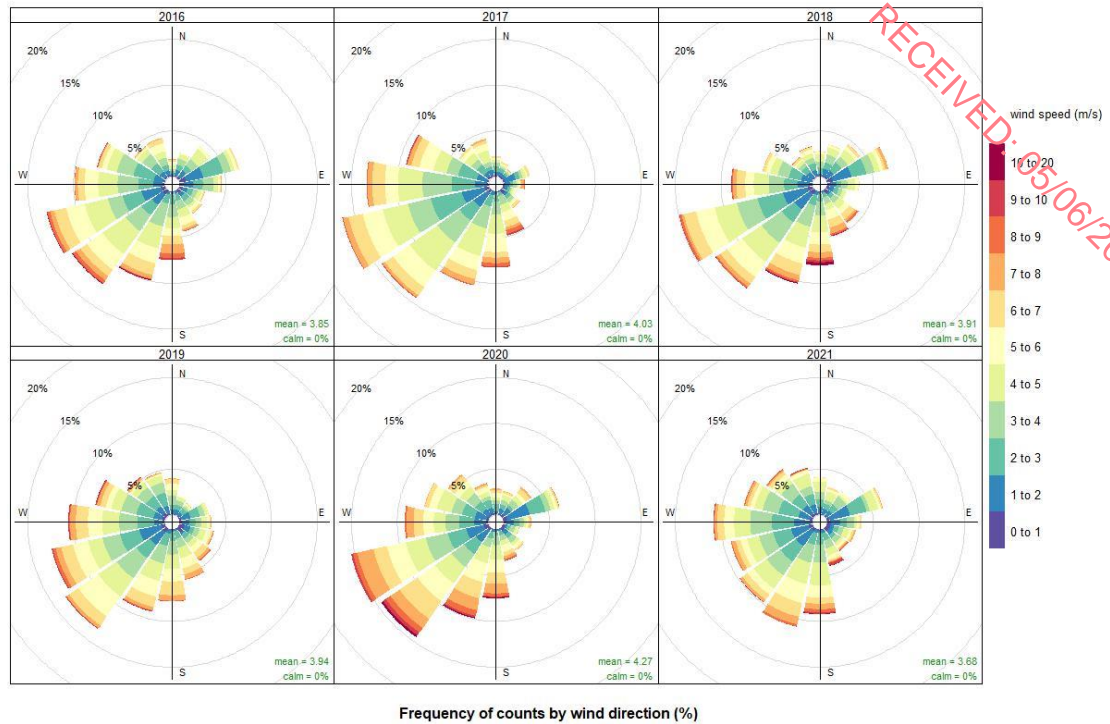 2016
2017
2018
N
20%
15%
10%
5%
W
E
S
mean = 3.85
calm = 0%
N
20%
15%
10%
5%
W
E
S
mean = 4.03
calm = 0%
N
20%
15%
10%
5%
W
E
S
mean = 3.91
calm = 0%
2019
2020
2021
N
20%
15%
10%
5%
W
E
S
mean = 3.94
calm = 0%
N
20%
15%
10%
5%
W
E
S
mean = 4.27
calm = 0%
N
20%
15%
10%
5%
W
E
S
mean = 3.68
calm = 0%
RECEIVED: 05/06/20
wind speed (m/s)
10 to 20
9 to 10
8 to 9
7 to 8
6 to 7
5 to 6
4 to 5
3 to 4
2 to 3
1 to 2
0 to 1
Frequency of counts by wind direction (%)